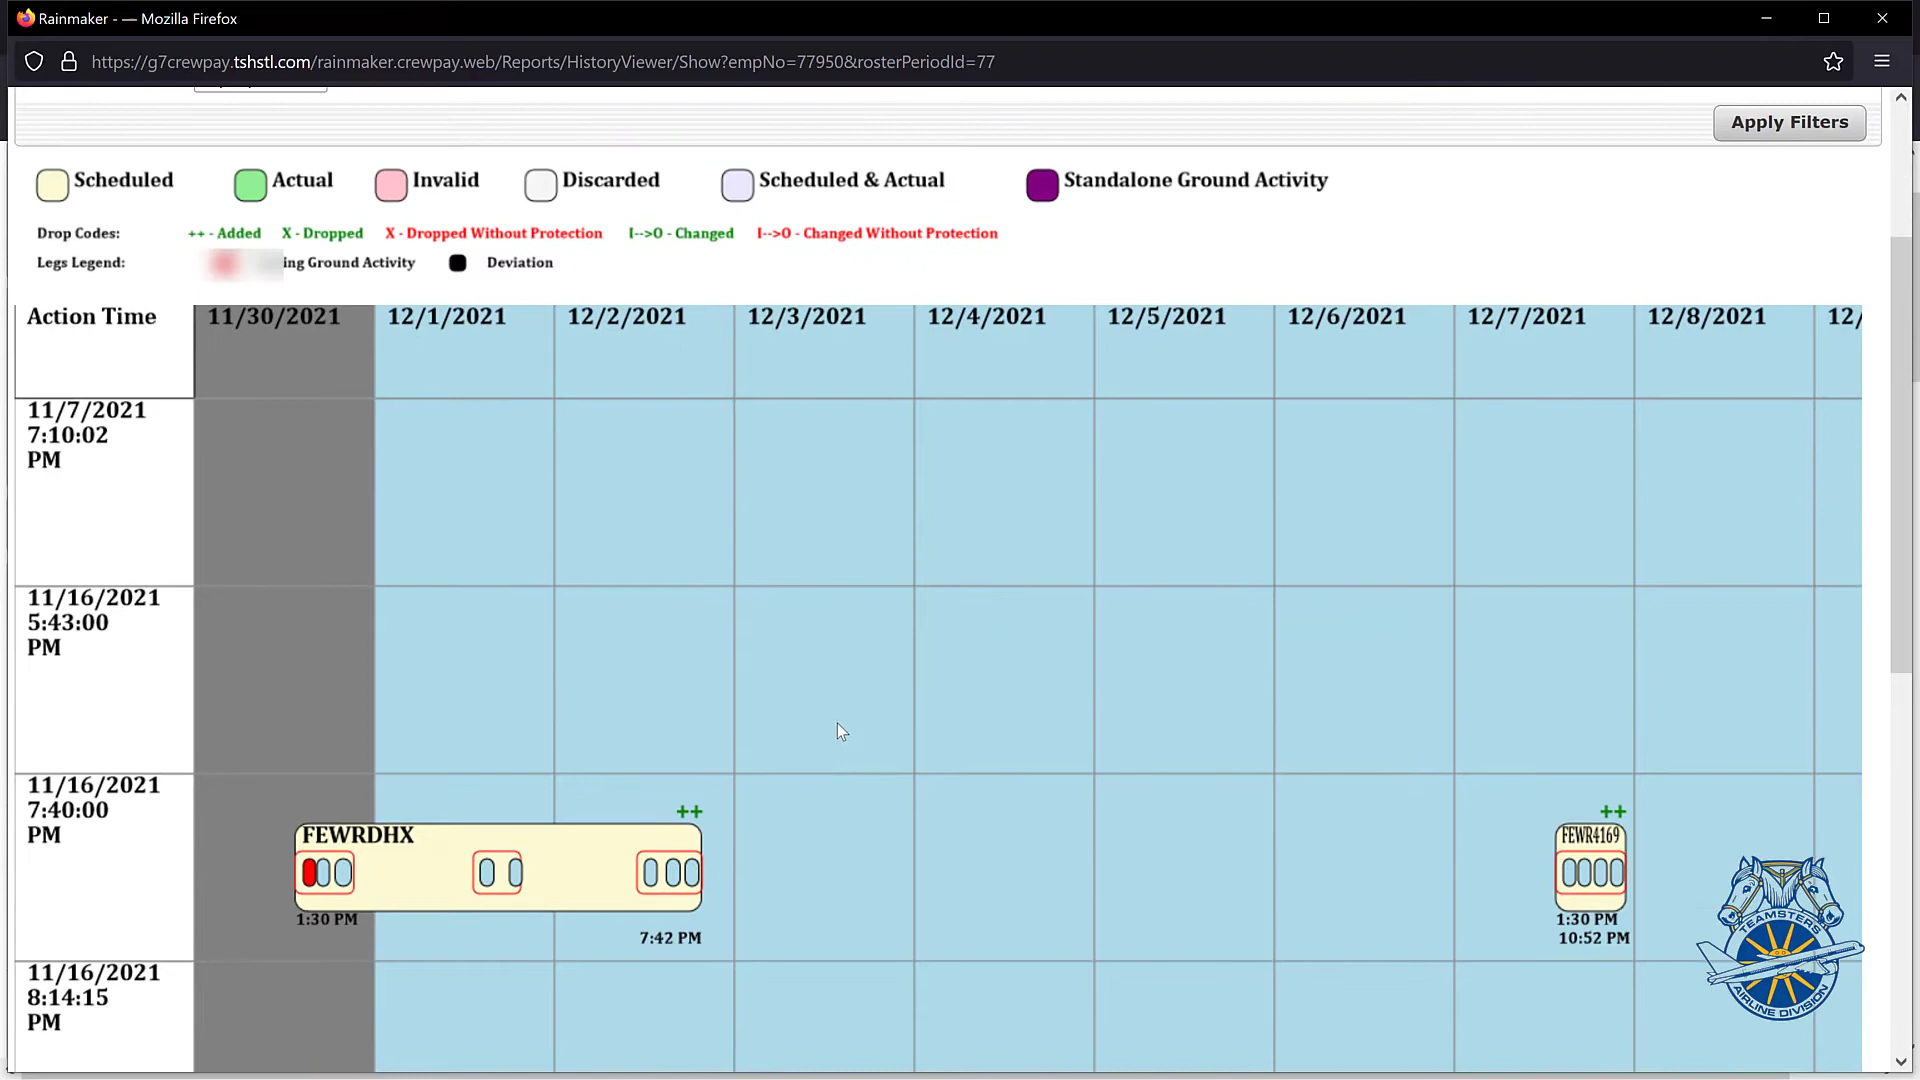 Rainmaker - — Mozilla Firefox
https://g7crewpay.tshstl.com/rainmaker.crewpay.web/Reports/HistoryViewer/Show?empNo=77950&rosterPeriodId=77
Apply Filters
Scheduled Actual Invalid Discarded Scheduled & Actual Standalone Ground Activity
Drop Codes: ++ - Added X - Dropped X - Dropped Without Protection I-->O - Changed I-->O - Changed Without Protection
Legs Legend: ing Ground Activity Deviation
Action Time 11/30/2021 12/1/2021 12/2/2021 12/3/2021 12/4/2021 12/5/2021 12/6/2021 12/7/2021 12/8/2021 12/
11/7/2021
7:10:02
PM
11/16/2021
5:43:00
PM
11/16/2021
7:40:00
PM
++ ++
FEWRDHX FEWR4169
1:30 PM 1:30 PM
7:42 PM 10:52 PM
11/16/2021
8:14:15
PM
TEAMSTERS
AIRLINE DIVISION